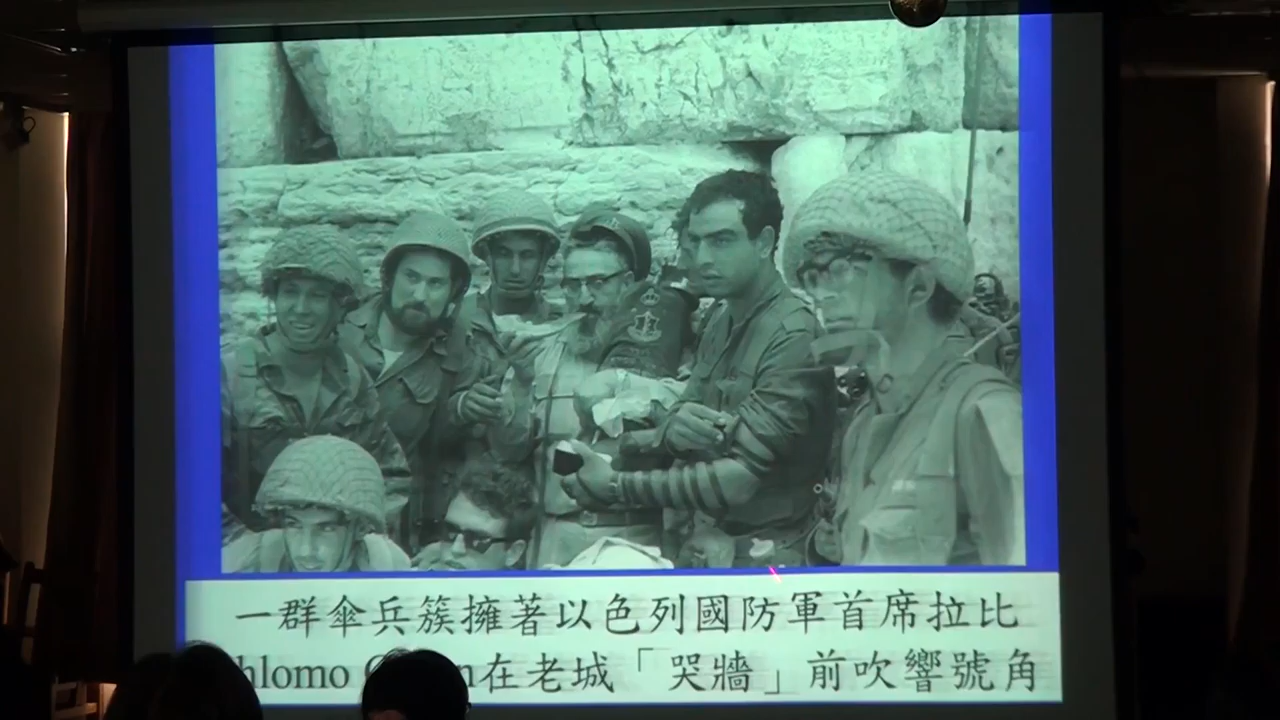 一群傘兵簇擁著以色列國防軍首席拉比
hlomo 在老城「哭牆」前吹響號角